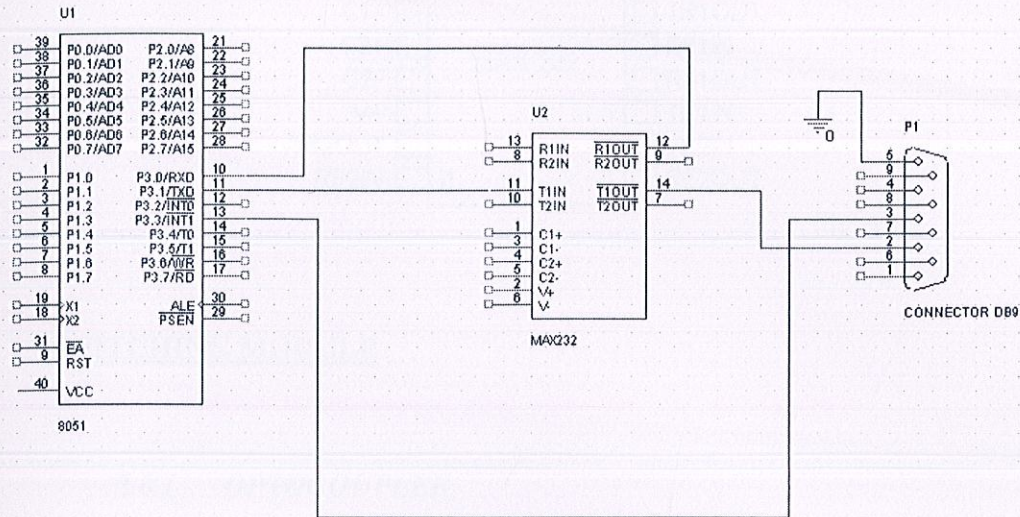 U1
39 P0.0/AD0 P2.0/A8 21
38 P0.1/AD1 P2.1/A9 22
37 P0.2/AD2 P2.2/A10 23
36 P0.3/AD3 P2.3/A11 24
35 P0.4/AD4 P2.4/A12 25
34 P0.5/AD5 P2.5/A13 26
33 P0.6/AD6 P2.6/A14 27
32 P0.7/AD7 P2.7/A15 28
1 P1.0 P3.0/RXD 10
2 P1.1 P3.1/TXD 11
3 P1.2 P3.2/INT0 12
4 P1.3 P3.3/INT1 13
5 P1.4 P3.4/T0 14
6 P1.5 P3.5/T1 15
7 P1.6 P3.6/WR 16
8 P1.7 P3.7/RD 17
19 X1 ALE 30
18 X2 PSEN 29
31 EA
9 RST
40 VCC
8051
U2
13 R1IN R1OUT 12
8 R2IN R2OUT 9
11 T1IN T1OUT 14
10 T2IN T2OUT 7
1 C1+
3 C1-
4 C2+
5 C2-
2 V+
6 V-
MAX232
0
P1
5
9
4
8
3
7
2
6
1
CONNECTOR DB9